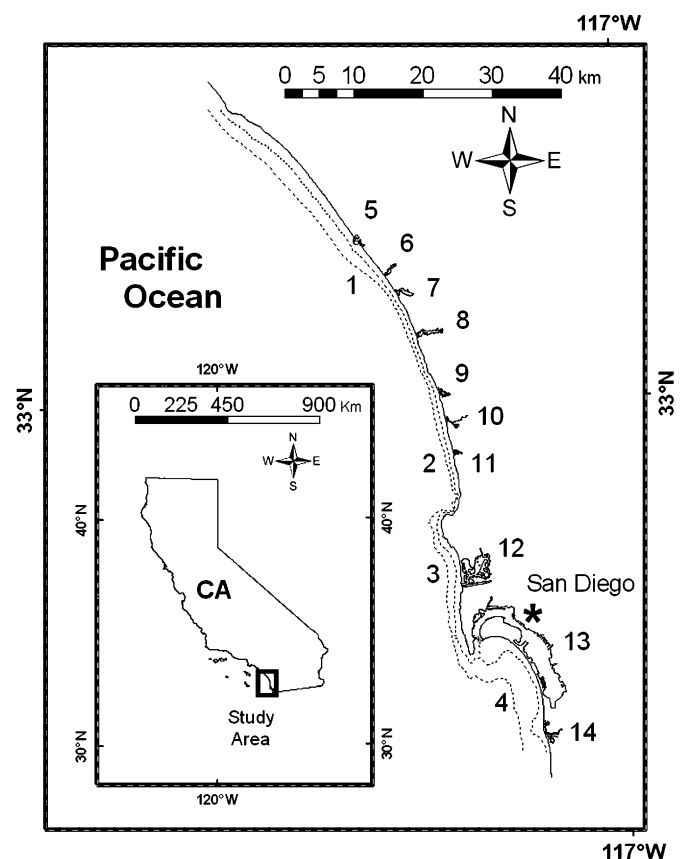 117°W
0 5 10 20 30 40 km
N
W E
S
5
6
Pacific
Ocean
1
7
8
120°W
33°N
33°N
9
0 225 450 900 Km
10
N
W E
S
2
11
40°N
40°N
12
3
CA
San Diego
*
13
4
Study
Area
14
30°N
30°N
120°W
117°W